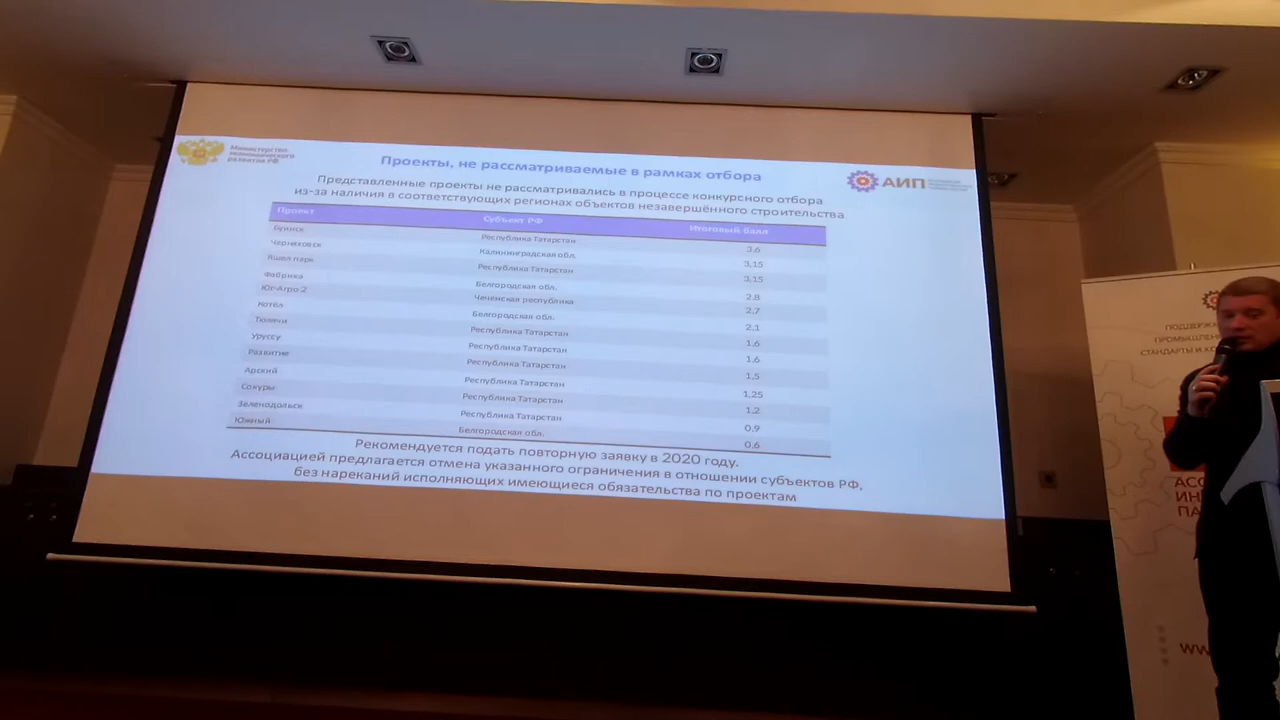 Министерство
экономического
развития РФ
Проекты, не рассматриваемые в рамках отбора
АИП
Представленные проекты не рассматривались в процессе конкурсного отбора
из-за наличия в соответствующих регионах объектов незавершённого строительства
Проект Субъект РФ Итоговый балл
Буинск Республика Татарстан 3,6
Черняховск Калининградская обл. 3,15
Яшел парк Республика Татарстан 3,15
Фабрика Белгородская обл. 2,8
Юг-Агро 2 Чеченская республика 2,7
Котёл Белгородская обл. 2,1
Тюлячи Республика Татарстан 1,6
Уруссу Республика Татарстан 1,6
Развитие Республика Татарстан 1,5
Арский Республика Татарстан 1,25
Сокуры Республика Татарстан 1,2
Зеленодольск Республика Татарстан 0,9
Южный Белгородская обл. 0,6
Рекомендуется подать повторную заявку в 2020 году.
Ассоциацией предлагается отмена указанного ограничения в отношении субъектов РФ,
без нареканий исполняющих имеющиеся обязательства по проектам
СТАНДАРТЫ И